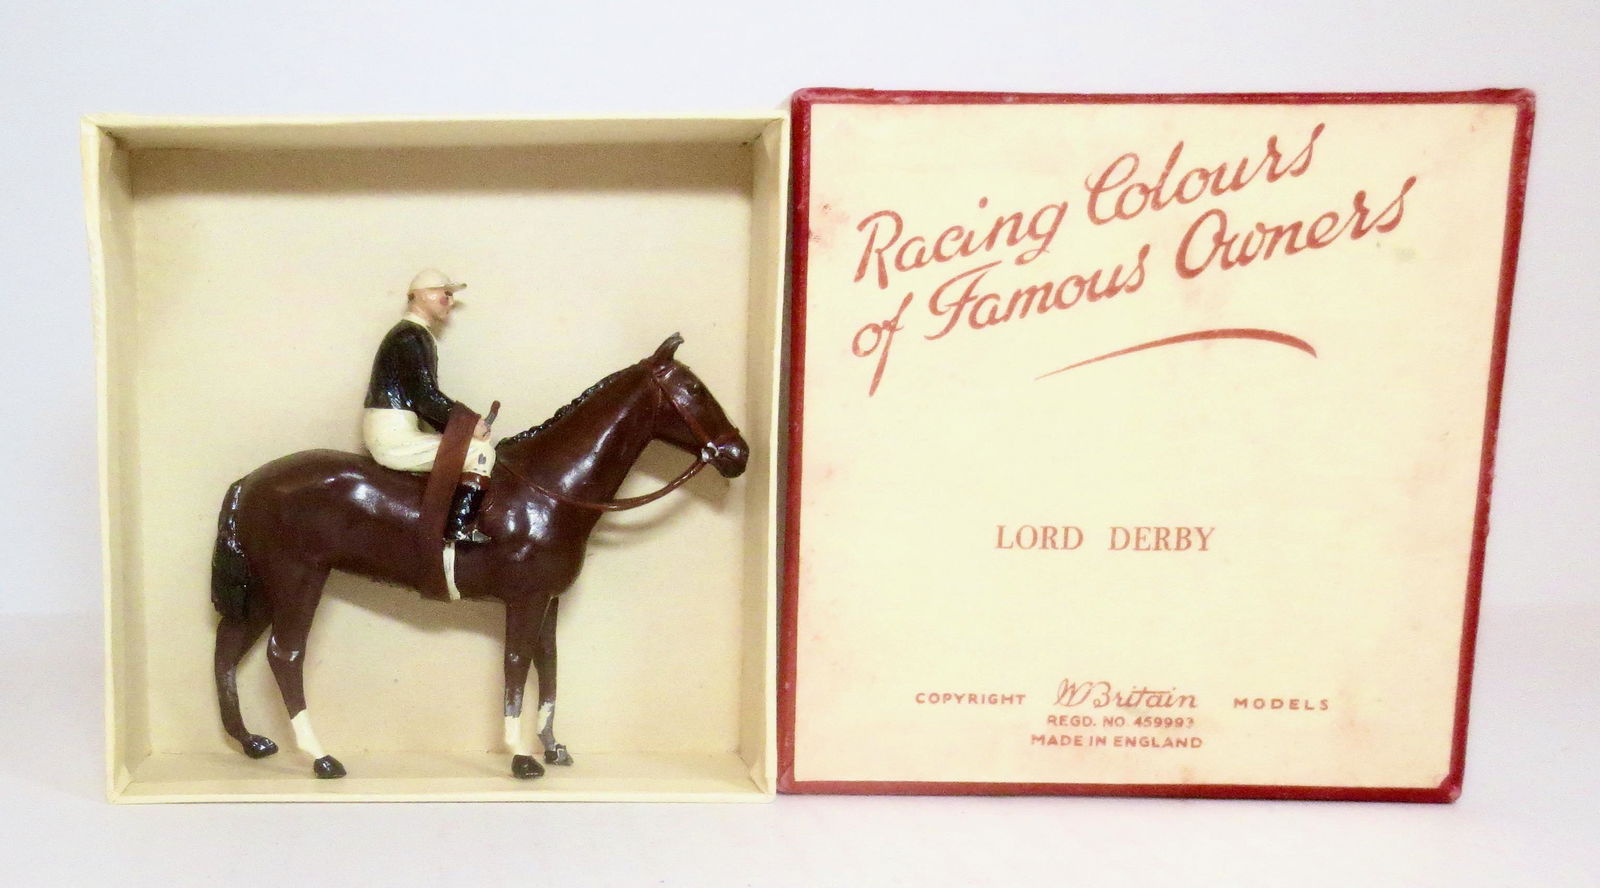 Racing Colours
of Famous Owners
LORD DERBY
COPYRIGHT W Britain MODELS
REGD. NO. 459993
MADE IN ENGLAND